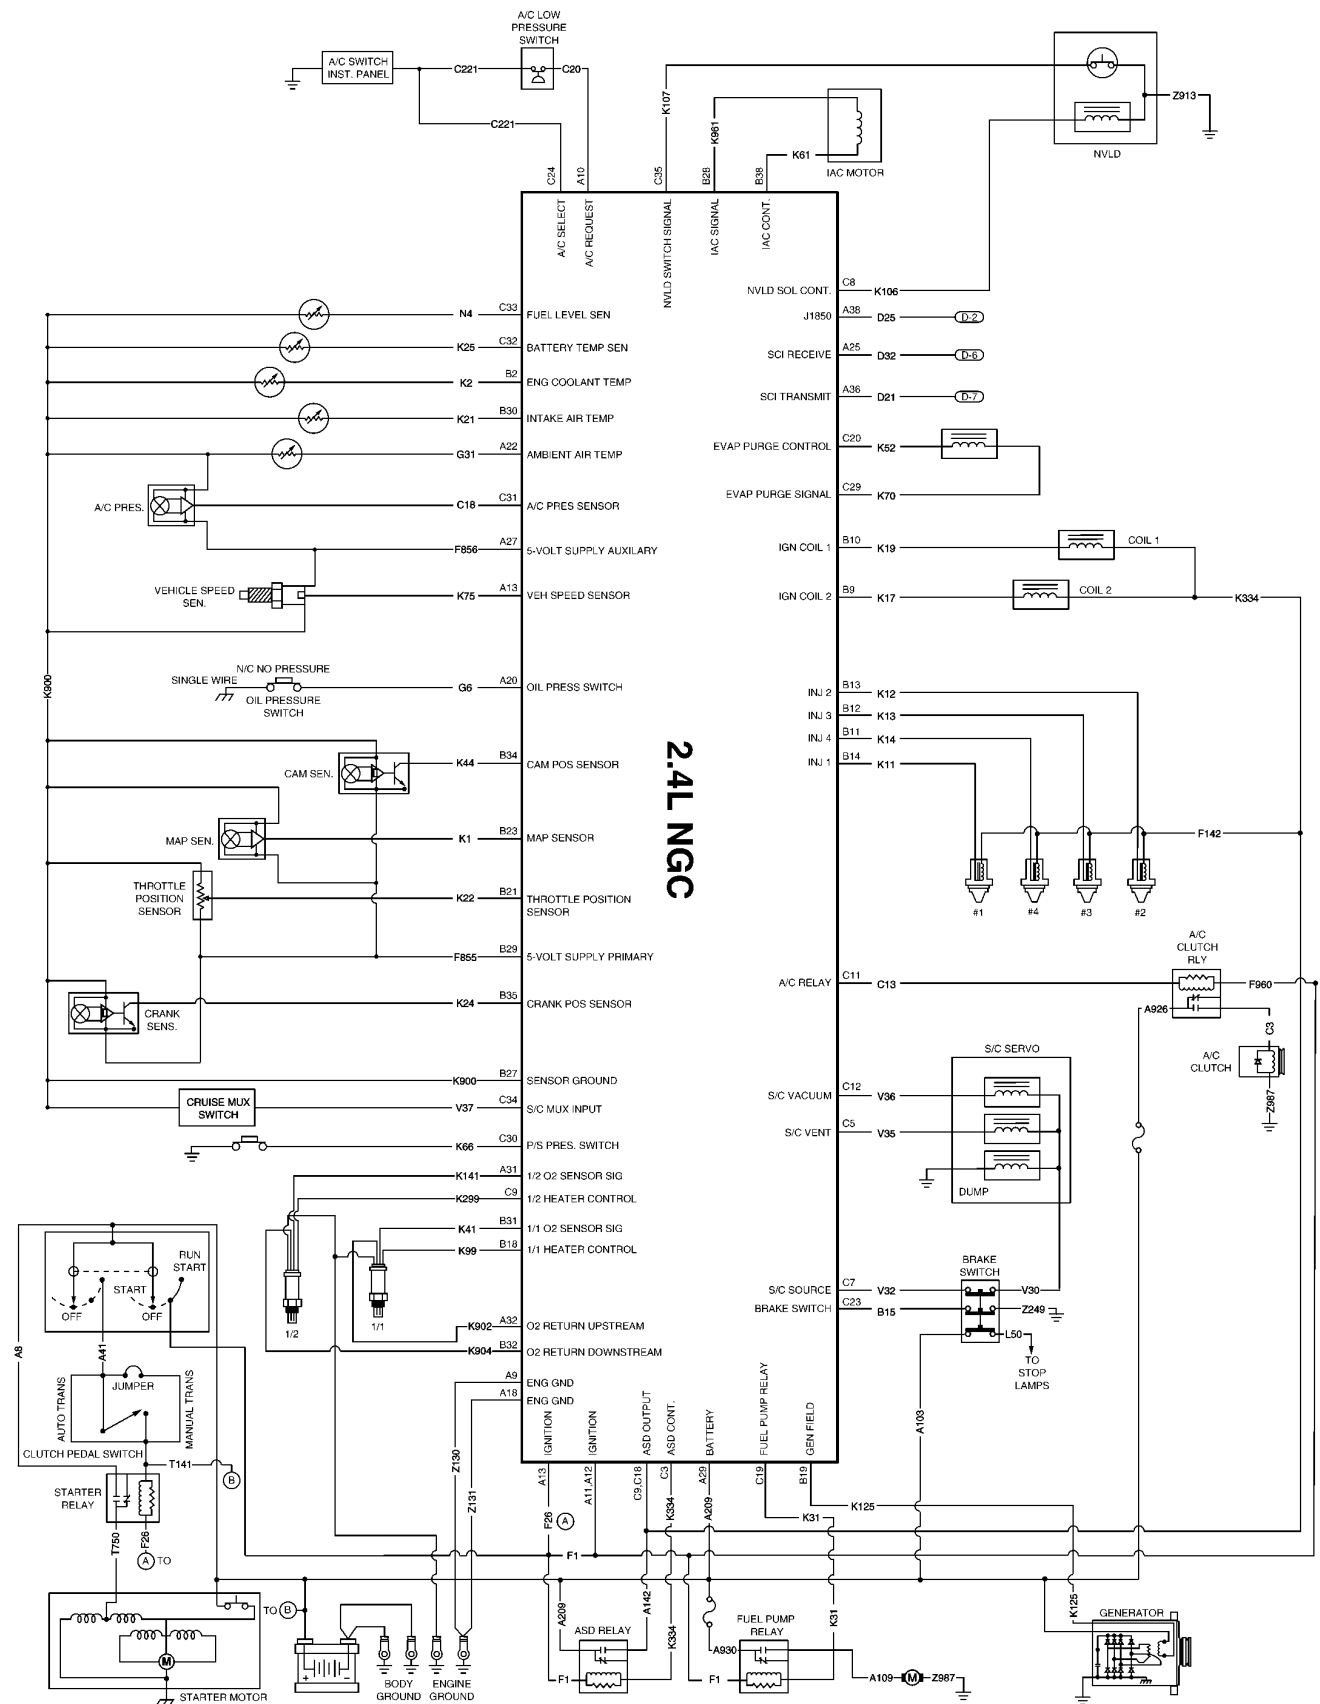 A/C LOW
PRESSURE
SWITCH
A/C SWITCH
INST. PANEL
C221
C20
C221
K107
K961
K61
IAC MOTOR
Z913
NVLD
C24
A10
C35
B28
B38
A/C SELECT
A/C REQUEST
NVLD SWITCH SIGNAL
IAC SIGNAL
IAC CONT.
N4 C33 FUEL LEVEL SEN
K25 C32 BATTERY TEMP SEN
K2 B2 ENG COOLANT TEMP
K21 B30 INTAKE AIR TEMP
G31 A22 AMBIENT AIR TEMP
A/C PRES.
C18 C31 A/C PRES SENSOR
F856 A27 5-VOLT SUPPLY AUXILARY
VEHICLE SPEED
SEN.
K75 A13 VEH SPEED SENSOR
K900
N/C NO PRESSURE
SINGLE WIRE
OIL PRESSURE
SWITCH
G6 A20 OIL PRESS SWITCH
CAM SEN.
K44 B34 CAM POS SENSOR
MAP SEN.
K1 B23 MAP SENSOR
THROTTLE
POSITION
SENSOR
K22 B21 THROTTLE POSITION
SENSOR
F855 B29 5-VOLT SUPPLY PRIMARY
K24 B35 CRANK POS SENSOR
CRANK
SENS.
K900 B27 SENSOR GROUND
CRUISE MUX
SWITCH
V37 C34 S/C MUX INPUT
K66 C30 P/S PRES. SWITCH
K141 A31 1/2 O2 SENSOR SIG
K299 C9 1/2 HEATER CONTROL
K41 B31 1/1 O2 SENSOR SIG
K99 B18 1/1 HEATER CONTROL
1/2
1/1
K902 A32 O2 RETURN UPSTREAM
K904 B32 O2 RETURN DOWNSTREAM
A9 ENG GND
A18 ENG GND
2.4L NGC
NVLD SOL CONT. C8 K106
J1850 A38 D25 D-2
SCI RECEIVE A25 D32 D-6
SCI TRANSMIT A36 D21 D-7
EVAP PURGE CONTROL C20 K52
EVAP PURGE SIGNAL C29 K70
IGN COIL 1 B10 K19 COIL 1
IGN COIL 2 B9 K17 COIL 2 K334
INJ 2 B13 K12
INJ 3 B12 K13
INJ 4 B11 K14
INJ 1 B14 K11
F142
#1
#4
#3
#2
A/C
CLUTCH
RLY
A/C RELAY C11 C13
F960
A926
C3
A/C
CLUTCH
Z987
S/C SERVO
S/C VACUUM C12 V36
S/C VENT C5 V35
DUMP
BRAKE
SWITCH
S/C SOURCE C7 V32 V30
BRAKE SWITCH C23 B15 Z249
L50
TO
STOP
LAMPS
A103
IGNITION
IGNITION
ASD OUTPUT
ASD CONT.
BATTERY
FUEL PUMP RELAY
GEN FIELD
A13
A11,A12
C9,C18
C3
A29
C19
B19
RUN
START
START
OFF
OFF
A8
A41
AUTO TRANS
JUMPER
MANUAL TRANS
CLUTCH PEDAL SWITCH
T141
B
STARTER
RELAY
T750
F26
A TO
Z130
Z131
F26
A
K334
A209
K125
K31
F1
STARTER MOTOR
M
TO B
BODY
GROUND
ENGINE
GROUND
A209
A142
K334
ASD RELAY
F1
FUEL PUMP
RELAY
A930
F1
K31
A109 M Z987
K125
GENERATOR